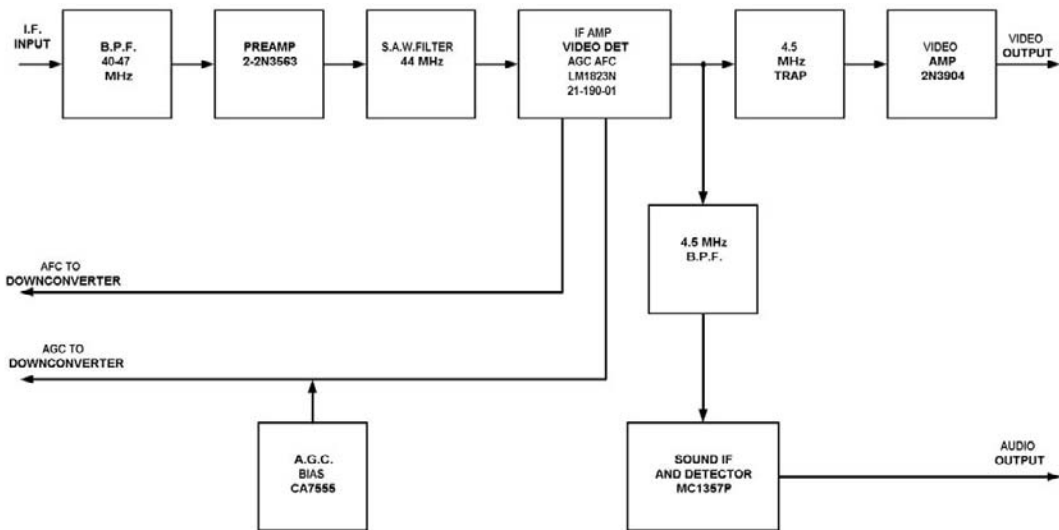 I.F.
INPUT
B.P.F.
40-47
MHz
PREAMP
2-2N3563
S.A.W.FILTER
44 MHz
IF AMP
VIDEO DET
AGC AFC
LM1823N
21-190-01
4.5
MHz
TRAP
VIDEO
AMP
2N3904
VIDEO
OUTPUT
4.5 MHz
B.P.F.
AFC TO
DOWNCONVERTER
AGC TO
DOWNCONVERTER
A.G.C.
BIAS
CA7555
SOUND IF
AND DETECTOR
MC1357P
AUDIO
OUTPUT